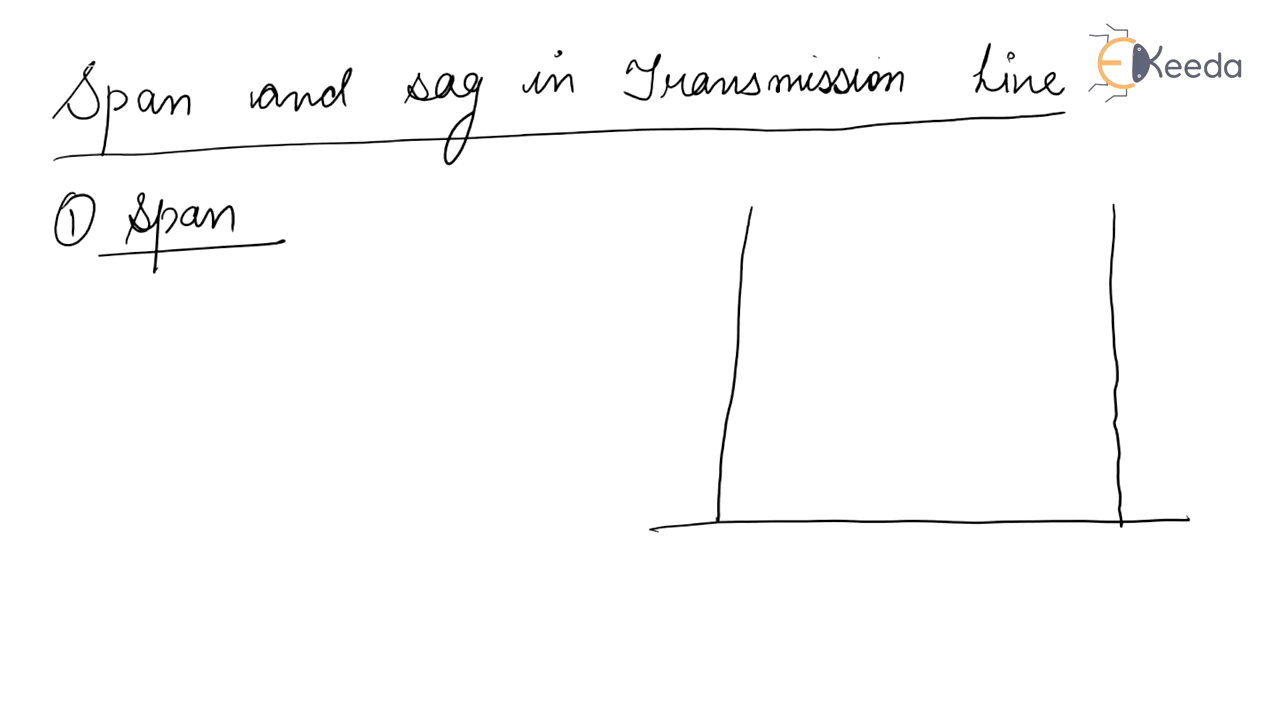 Span and sag in Transmission Line
EKeeda
① Span